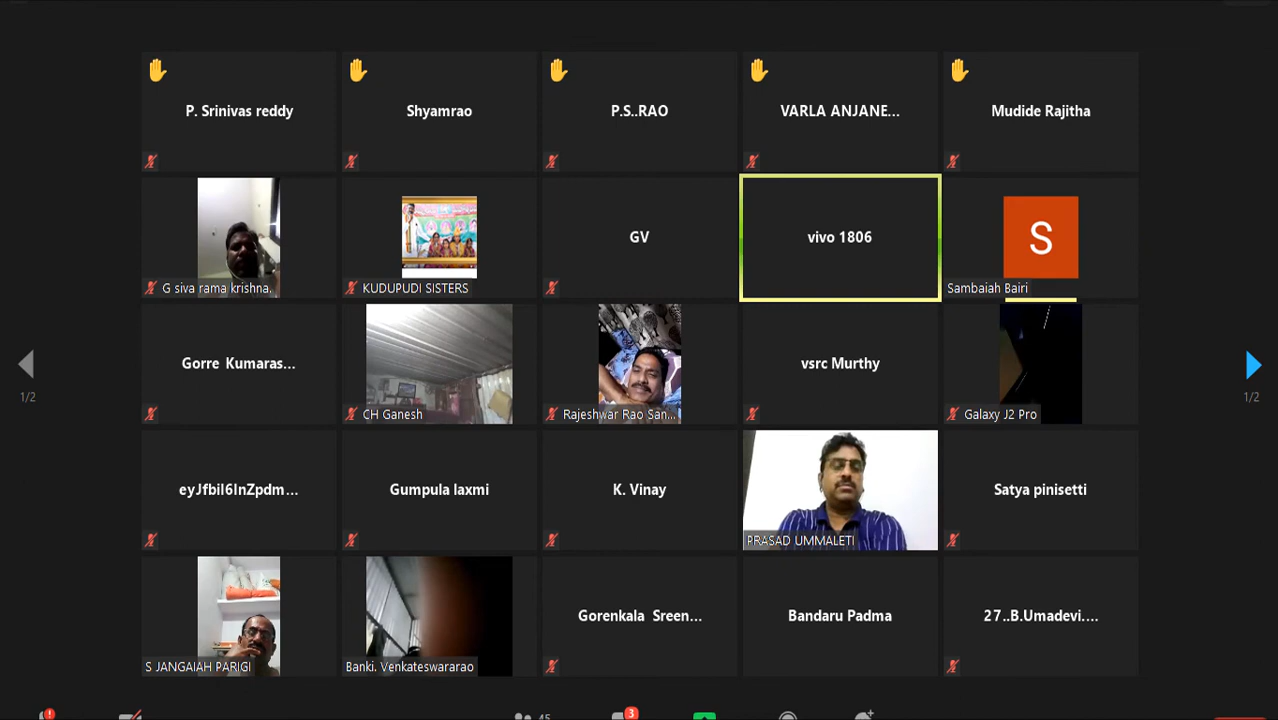 P. Srinivas reddy
Shyamrao
P.S..RAO
VARLA ANJANE...
Mudide Rajitha
G siva rama krishna.
KUDUPUDI SISTERS
GV
vivo 1806
S
Sambaiah Bairi
Gorre Kumaras...
CH Ganesh
Rajeshwar Rao San...
vsrc Murthy
Galaxy J2 Pro
1/2
1/2
eyJfbil6InZpdm...
Gumpula laxmi
K. Vinay
PRASAD UMMALETI
Satya pinisetti
S JANGAIAH PARIGI
Banki. Venkateswararao
Gorenkala Sreen...
Bandaru Padma
27..B.Umadevi....
45
3